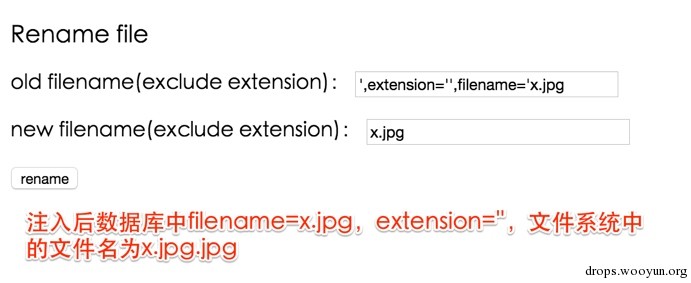 Rename file
old filename(exclude extension): ',extension='',filename='x.jpg
new filename(exclude extension): x.jpg
rename
注入后数据库中filename=x.jpg，extension=''，文件系统中
的文件名为x.jpg.jpg
drops.wooyun.org